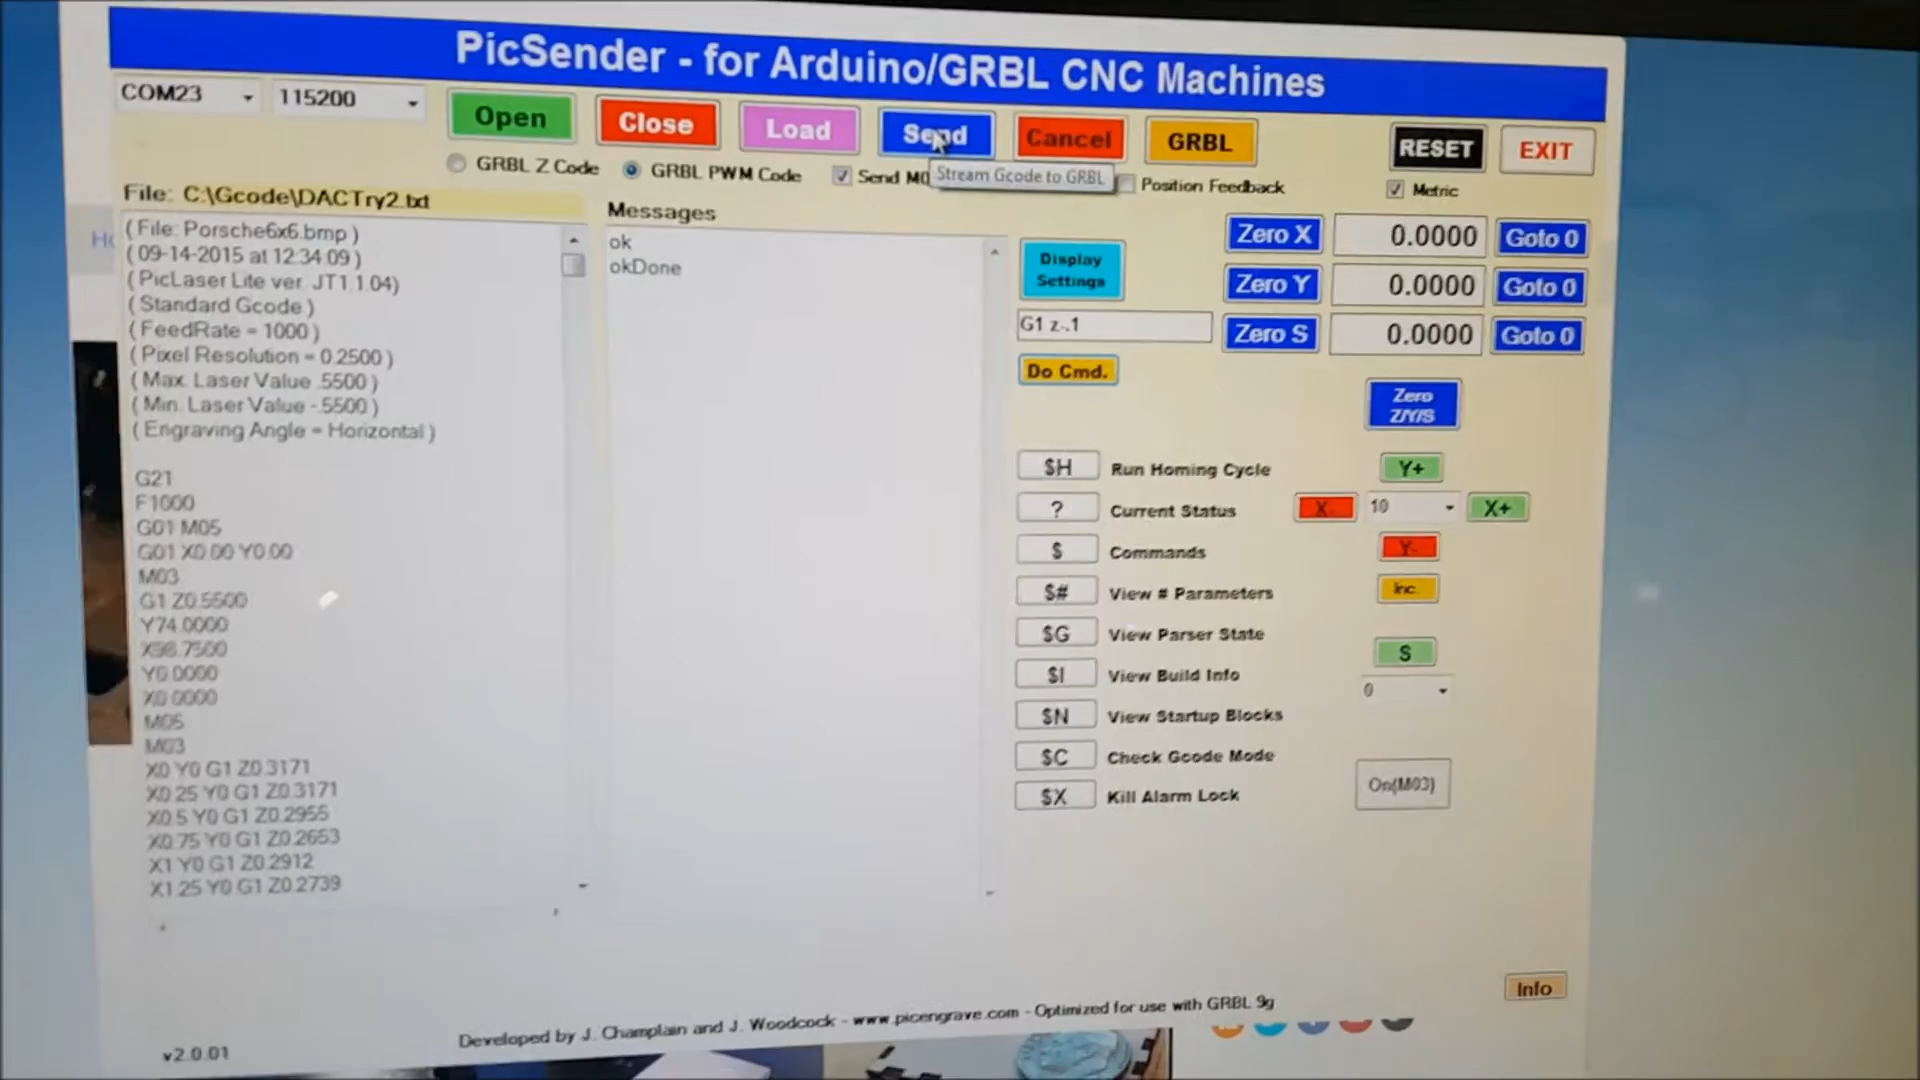 PicSender - for Arduino/GRBL CNC Machines
COM23 115200 Open Close Load Send Cancel GRBL RESET EXIT
GRBL Z Code GRBL PWM Code Send M0 Stream Gcode to GRBL Position Feedback Metric
File: C:\Gcode\DACTry2.txt
Messages
( File: Porsche6x6.bmp )
( 09-14-2015 at 12:34:09 )
( PicLaser Lite ver. JT1.1.04)
( Standard Gcode )
( FeedRate = 1000 )
( Pixel Resolution = 0.2500 )
( Max. Laser Value .5500 )
( Min. Laser Value -.5500 )
( Engraving Angle = Horizontal )
G21
F1000
G01 M05
G01 X0.00 Y0.00
M03
G1 Z0.5500
Y74.0000
Y0.0000
X0.0000
M05
M03
X0 Y0 G1 Z0.3171
X0.25 Y0 G1 Z0.3171
X0.5 Y0 G1 Z0.2955
X0.75 Y0 G1 Z0.2653
X1 Y0 G1 Z0.2912
X1.25 Y0 G1 Z0.2739
ok
okDone
Display
Settings
G1 z-.1
Do Cmd.
Zero X 0.0000 Goto 0
Zero Y 0.0000 Goto 0
Zero S 0.0000 Goto 0
Zero
$H Run Homing Cycle
? Current Status
$ Commands
$# View # Parameters
$G View Parser State
$I View Build Info
$N View Startup Blocks
$C Check Gcode Mode
$X Kill Alarm Lock
Y+
X- 10 X+
Y-
Inc.
S
0
On(M03)
Info
Developed by J. Champlain and J. Woodcock - www.picengrave.com - Optimized for use with GRBL 9g
v2.0.01